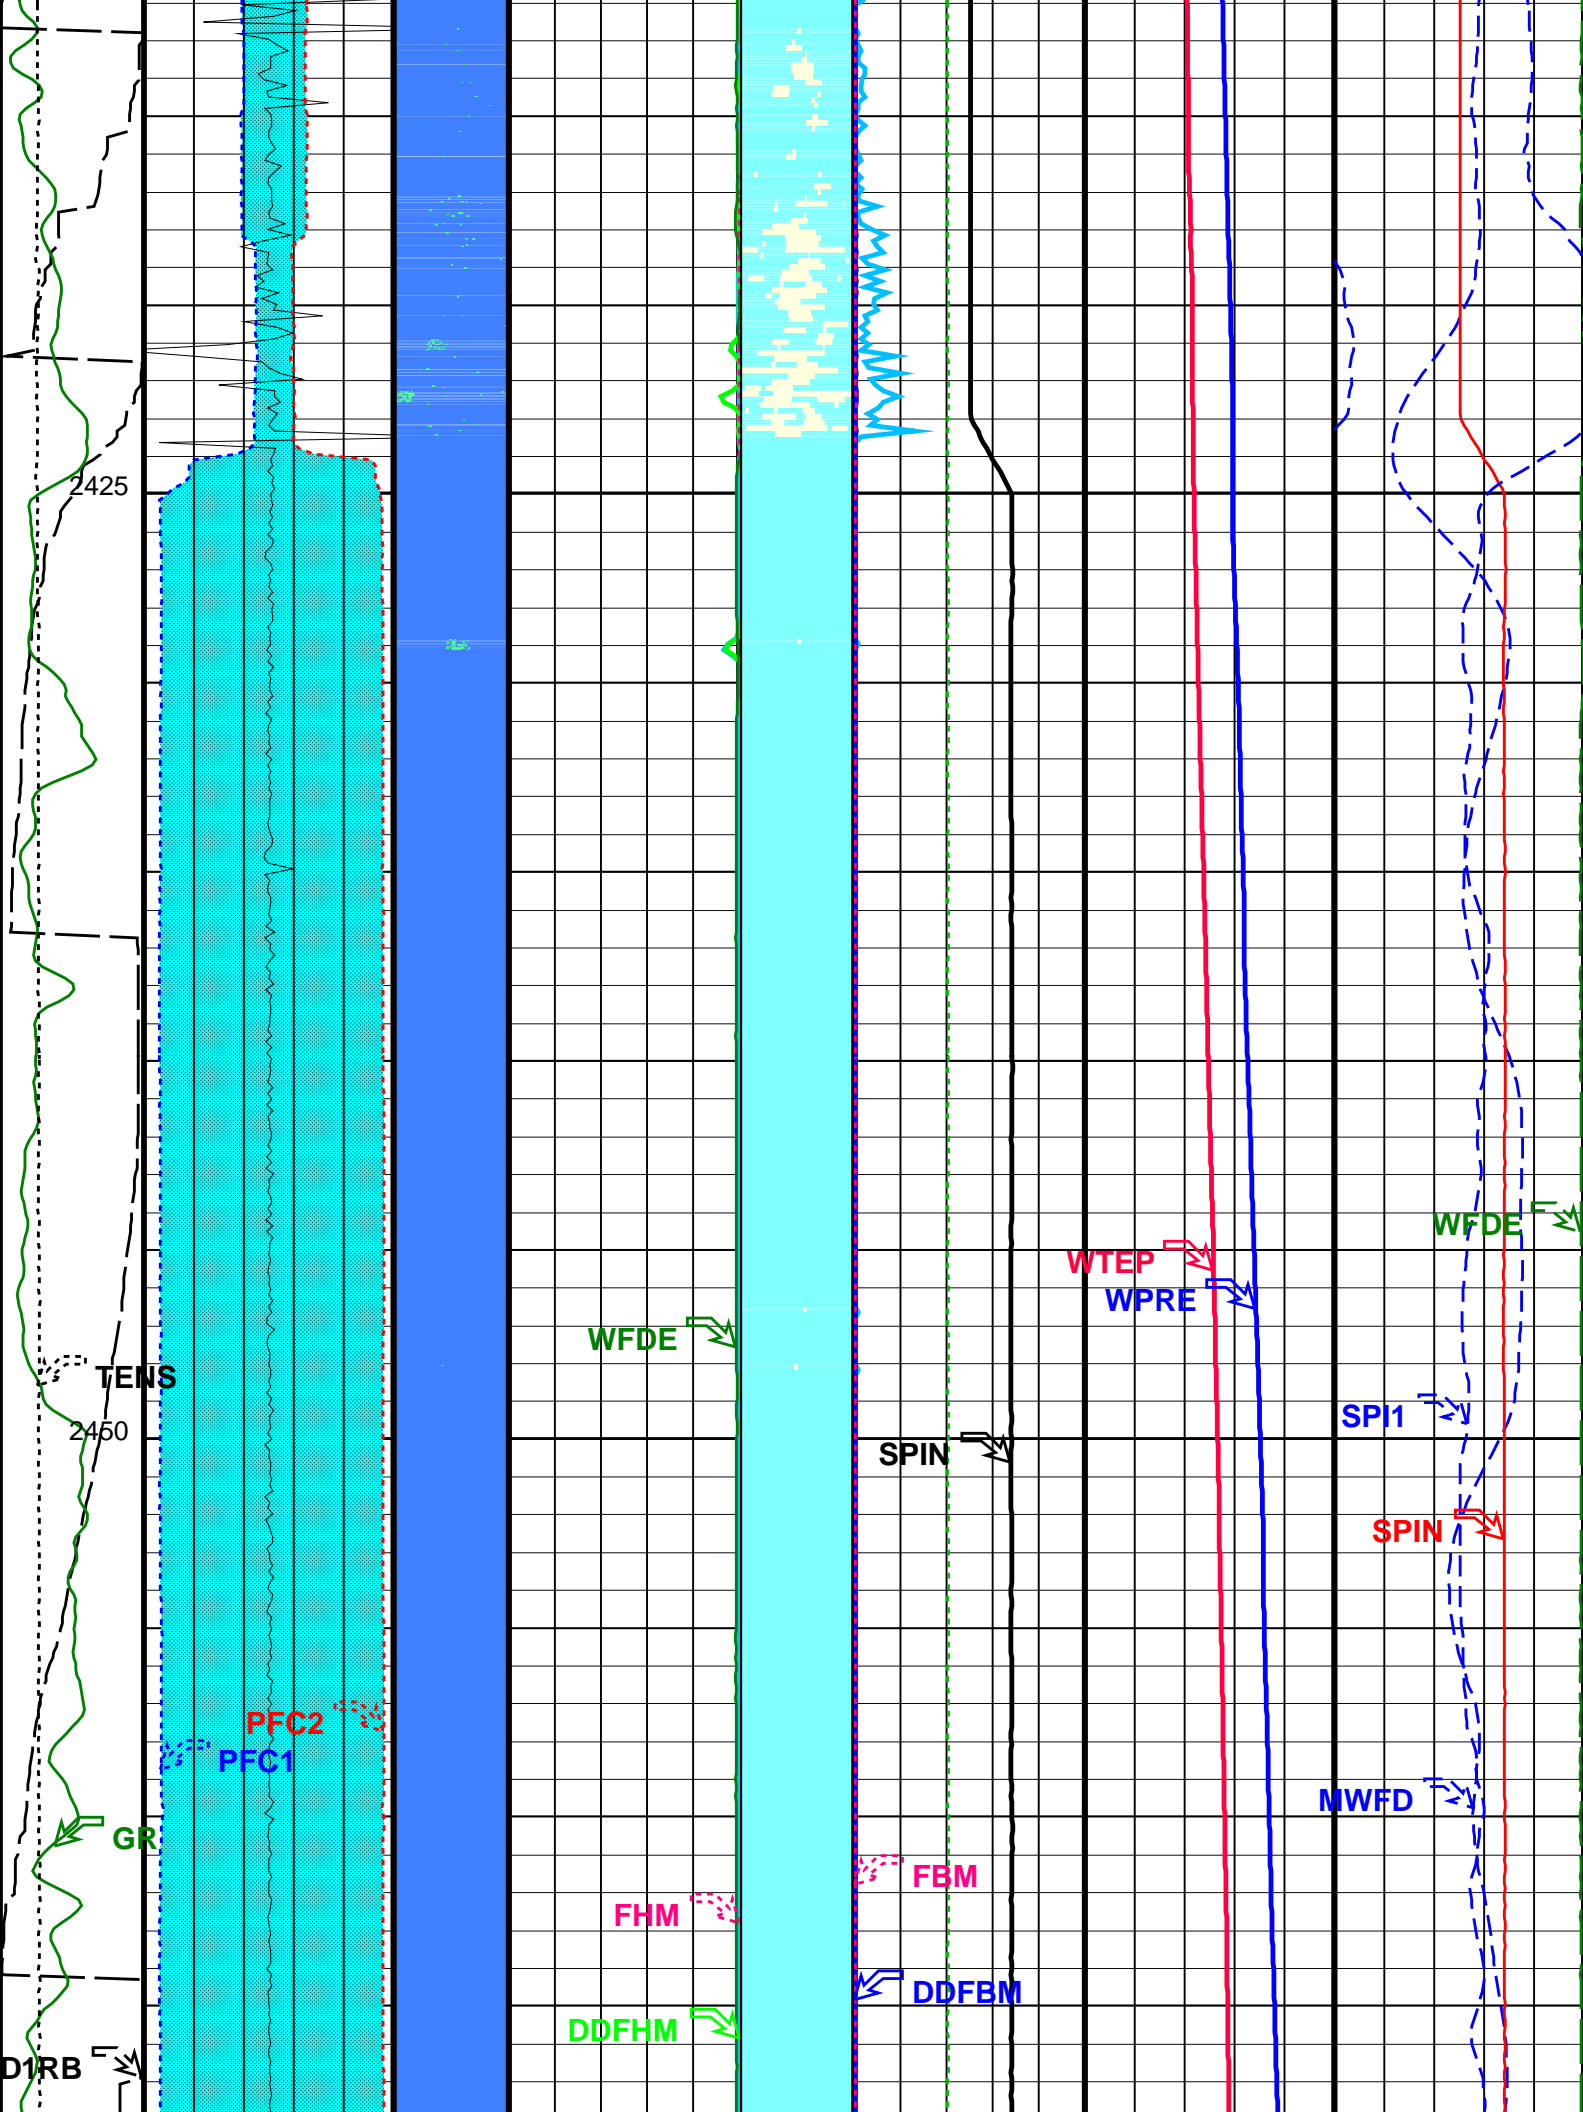 2425
WFDE
WTEP
WPRE
WFDE
TENS
SPI1
2450
SPIN
SPIN
PFC2
PFC1
MWFD
GR
FBM
FHM
DDFBM
DDFHM
D1RB